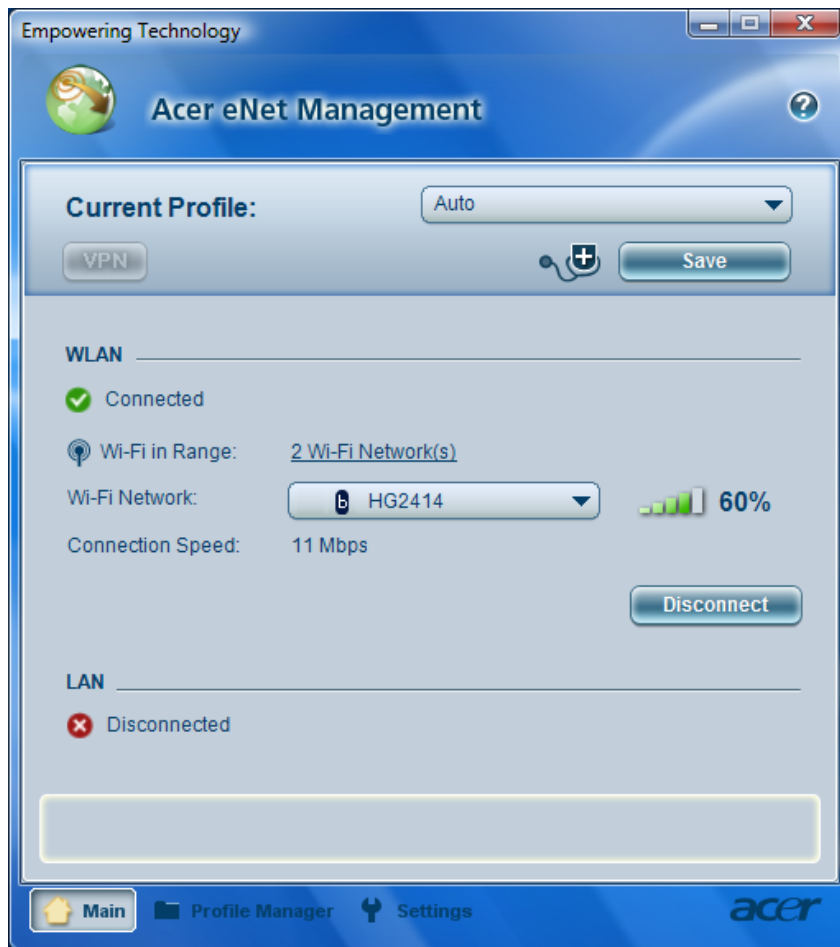 Empowering Technology
Acer eNet Management
Current Profile:
Auto
VPN
Save
WLAN
Connected
Wi-Fi in Range:
2 Wi-Fi Network(s)
Wi-Fi Network:
b HG2414
60%
Connection Speed:
11 Mbps
Disconnect
LAN
Disconnected
Main
Profile Manager
Settings
acer